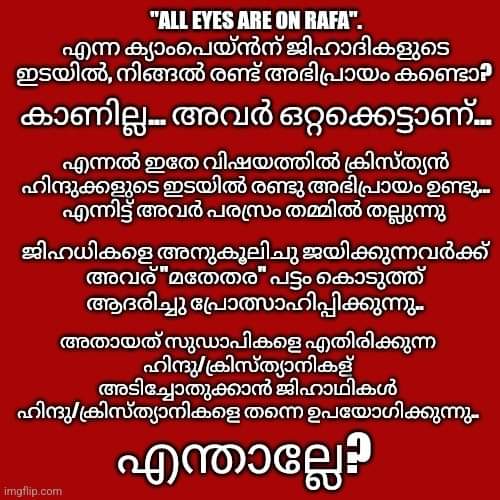 "ALL EYES ARE ON RAFA".
എന്ന ക്യാംപെയ്ൻന് ജിഹാദികളുടെ
ഇടയിൽ, നിങ്ങൽ രണ്ട് അഭിപ്രായം കണ്ടൊ?
കാണില്ല... അവർ ഒറ്റക്കെട്ടാണ്...
എന്നൽ ഇതേ വിഷയത്തിൽ ക്രിസ്ത്യൻ
ഹിന്ദുക്കളുടെ ഇടയിൽ രണ്ടു അഭിപ്രായം ഉണ്ടു...
എന്നിട്ട് അവർ പരസ്രം തമ്മിൽ തല്ലുന്നു
ജിഹധികളെ അനുകൂലിചു ജയിക്കുന്നവർക്ക്
അവര് "മതേതര" പട്ടം കൊടുത്ത്
ആദരിച്ചു പ്രോത്സാഹിപ്പിക്കുന്നു..
അതായത് സുഡാപികളെ എതിരിക്കുന്ന
ഹിന്ദു/ക്രിസ്ത്യാനികള്
അടിച്ചോതുക്കാൻ ജിഹാഥികൾ
ഹിന്ദു/ക്രിസ്ത്യാനികളെ തന്നെ ഉപയോഗിക്കുന്നു..
എന്താല്ലേ?
imgflip.com